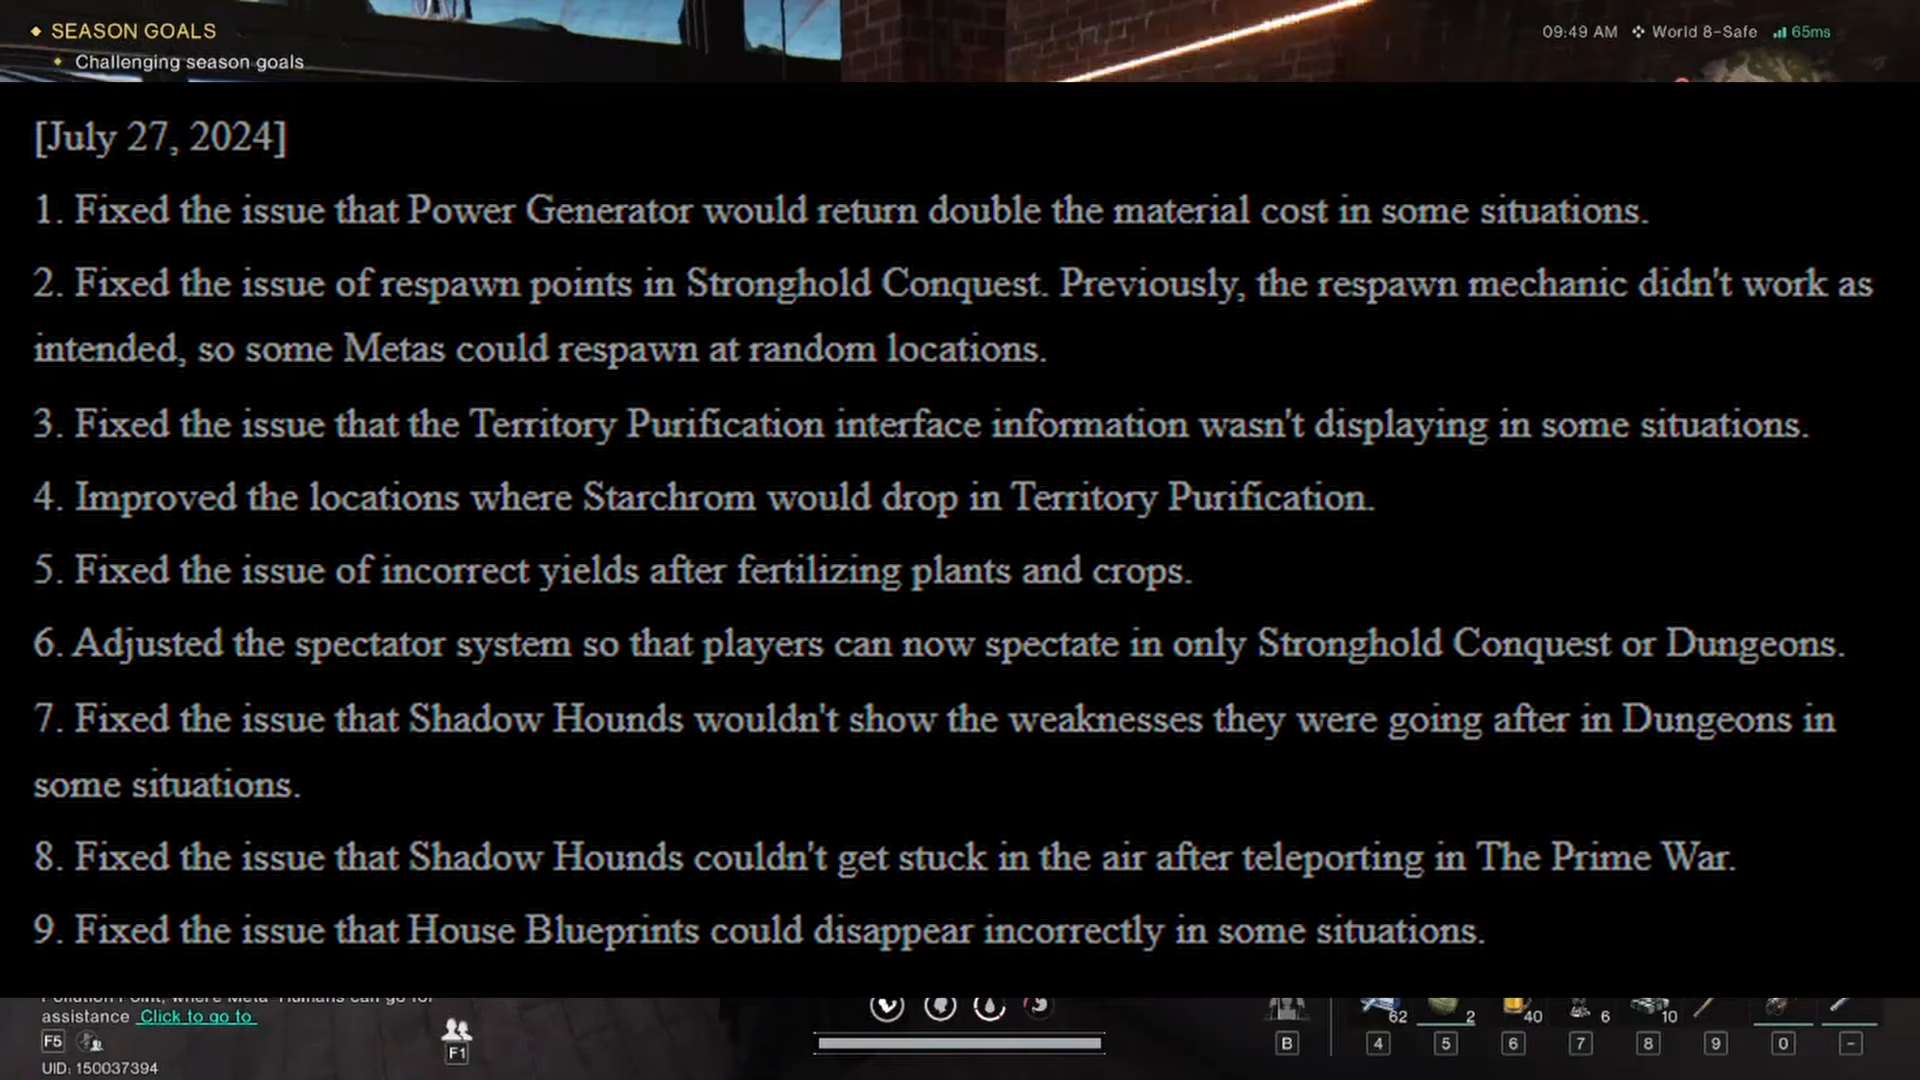 SEASON GOALS
Challenging season goals
09:49 AM World 8-Safe 65ms
[July 27, 2024]
1. Fixed the issue that Power Generator would return double the material cost in some situations.
2. Fixed the issue of respawn points in Stronghold Conquest. Previously, the respawn mechanic didn't work as
intended, so some Metas could respawn at random locations.
3. Fixed the issue that the Territory Purification interface information wasn't displaying in some situations.
4. Improved the locations where Starchrom would drop in Territory Purification.
5. Fixed the issue of incorrect yields after fertilizing plants and crops.
6. Adjusted the spectator system so that players can now spectate in only Stronghold Conquest or Dungeons.
7. Fixed the issue that Shadow Hounds wouldn't show the weaknesses they were going after in Dungeons in
some situations.
8. Fixed the issue that Shadow Hounds couldn't get stuck in the air after teleporting in The Prime War.
9. Fixed the issue that House Blueprints could disappear incorrectly in some situations.
Pollution Point, where Meta-Humans can go for
assistance Click to go to
62 2 40 6 10
F5 F1 B 4 5 6 7 8 9 0 -
UID: 150037394